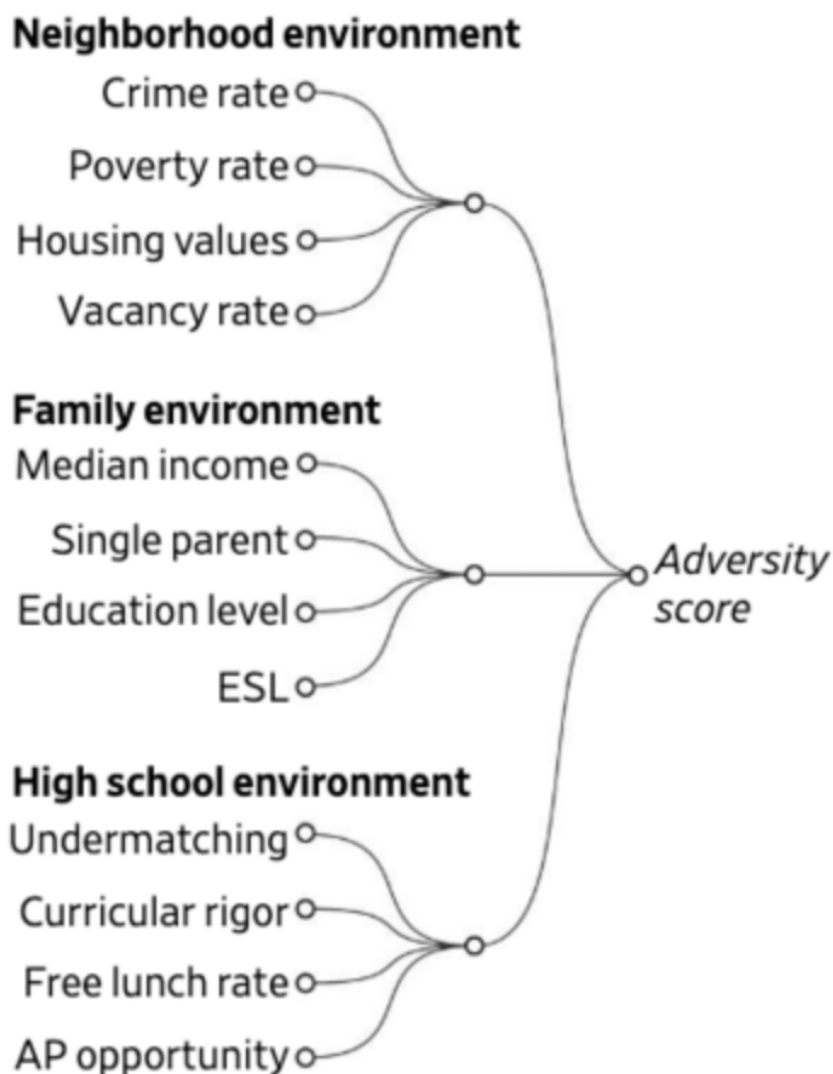 Neighborhood environment
Crime rate
Poverty rate
Housing values
Vacancy rate
Family environment
Median income
Single parent
Education level
ESL
Adversity
score
High school environment
Undermatching
Curricular rigor
Free lunch rate
AP opportunity